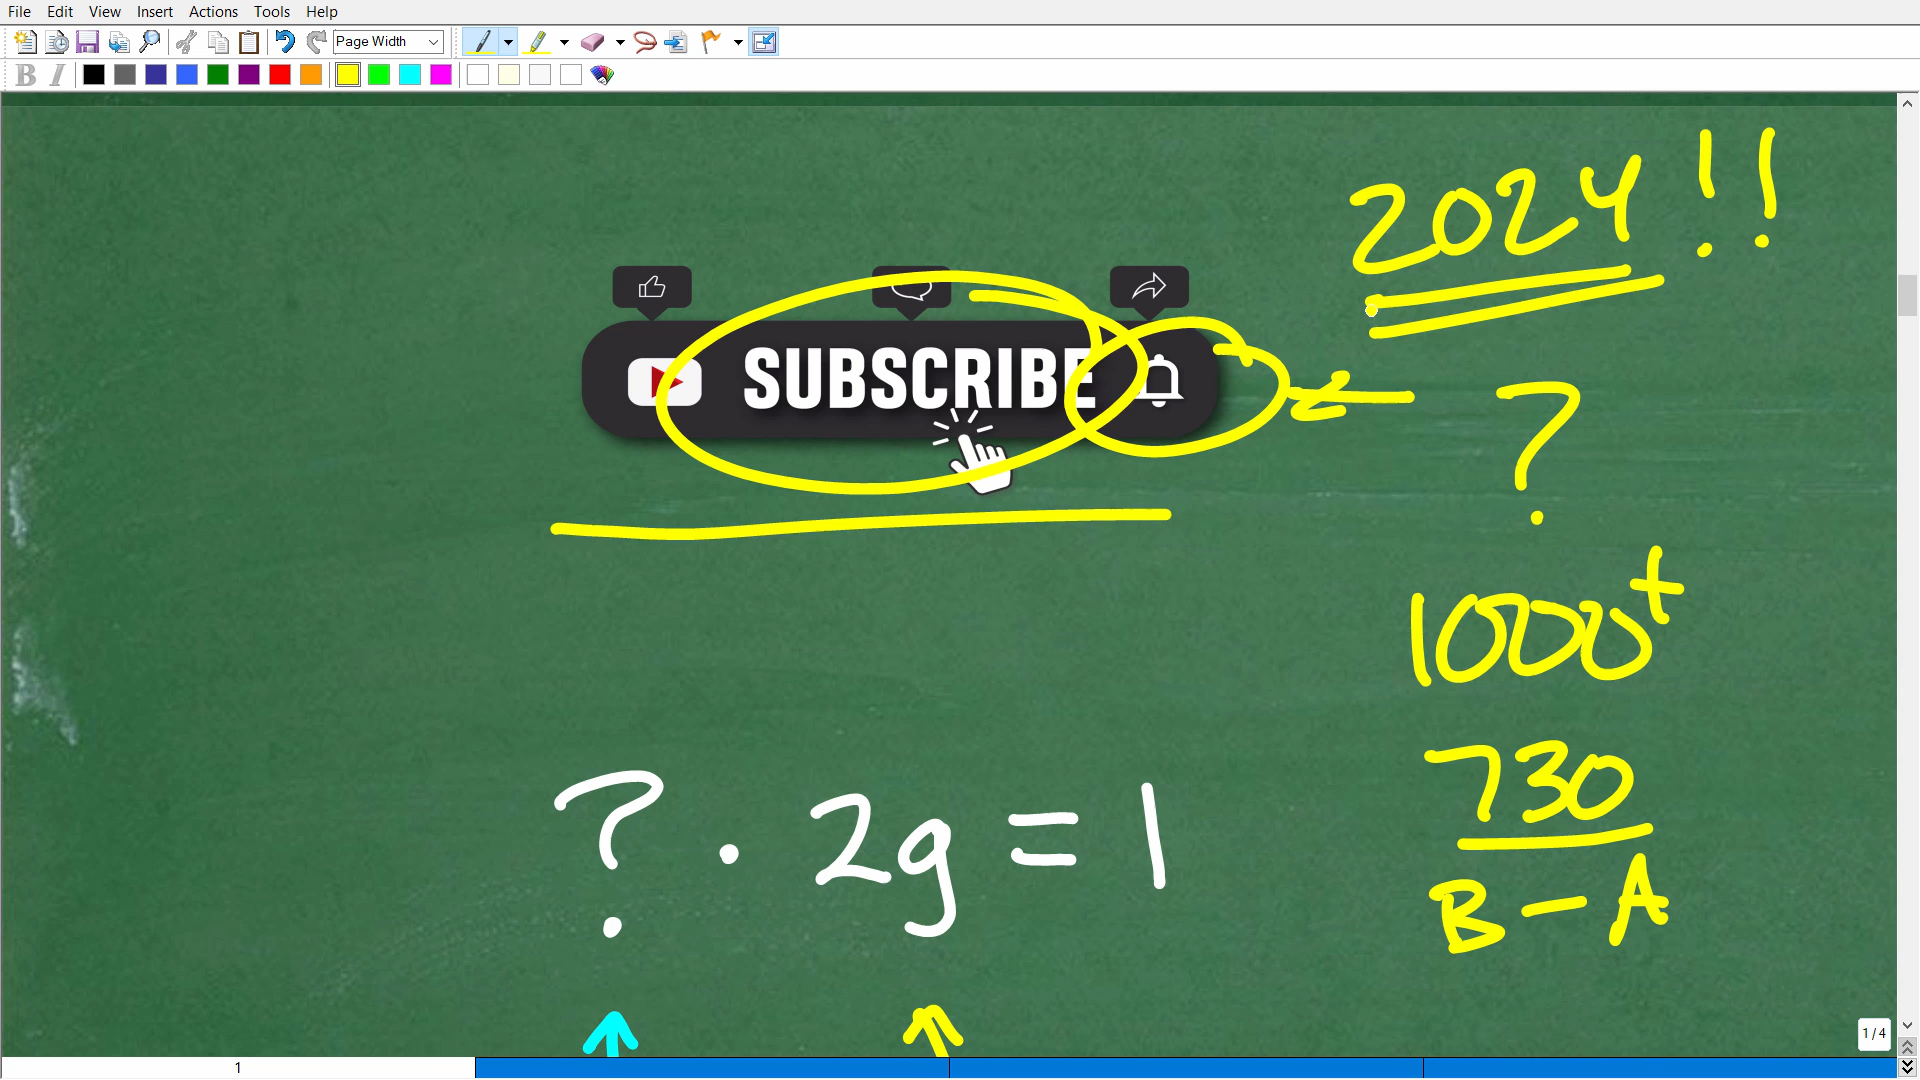 File Edit View Insert Actions Tools Help
Page Width
B I
2024!!
SUBSCRIBE
?
1000+
730
B - A
? · 2g = 1
1 / 4
1